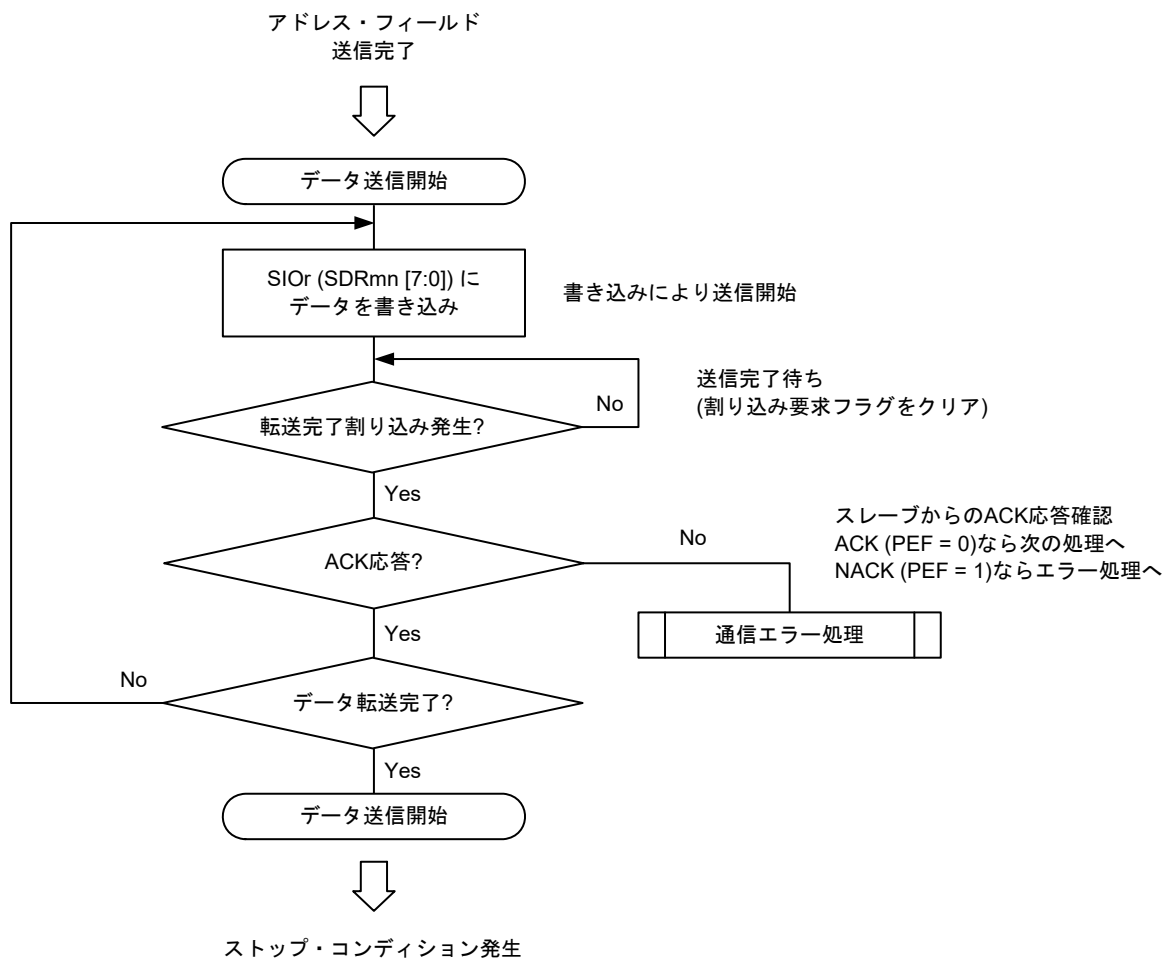 アドレス・フィールド
送信完了
データ送信開始
SIOr (SDRmn [7:0]) に
データを書き込み
書き込みにより送信開始
転送完了割り込み発生?
No
送信完了待ち
(割り込み要求フラグをクリア)
Yes
ACK応答?
No
スレーブからのACK応答確認
ACK (PEF = 0)なら次の処理へ
NACK (PEF = 1)ならエラー処理へ
通信エラー処理
Yes
データ転送完了?
No
Yes
データ送信開始
ストップ・コンディション発生